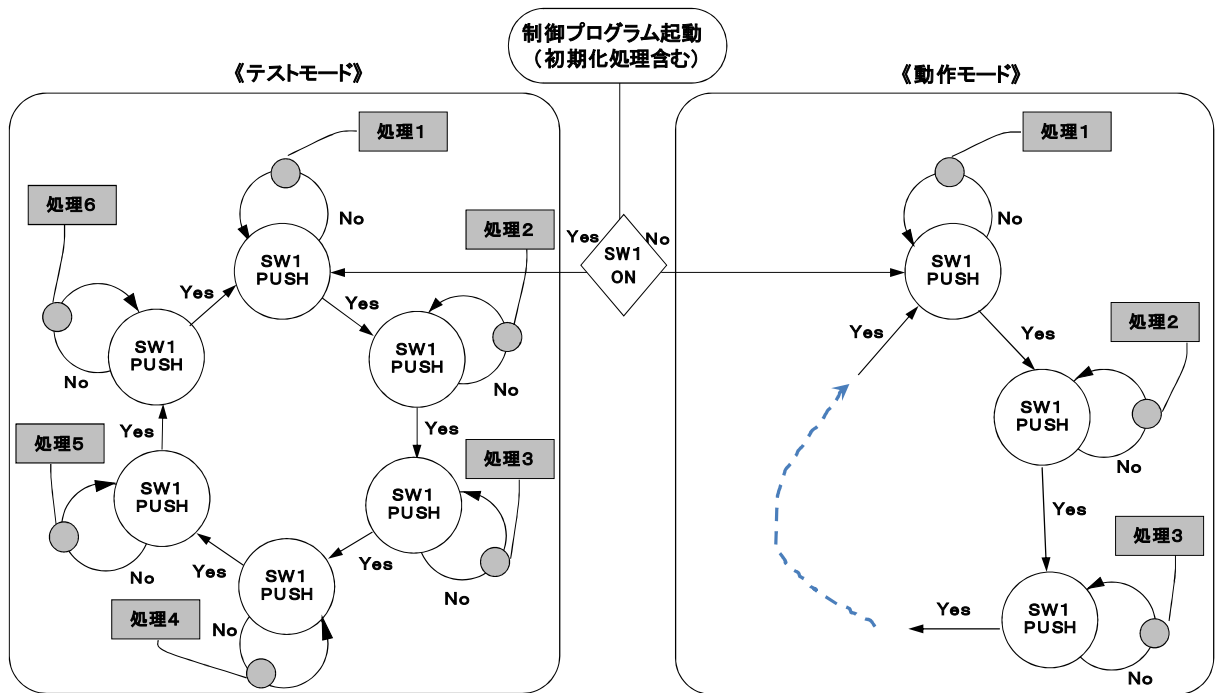 制御プログラム起動
（初期化処理含む）
《テストモード》
《動作モード》
処理1
No
SW1
PUSH
Yes
処理2
SW1
PUSH
No
Yes
処理3
SW1
PUSH
No
Yes
処理4
SW1
PUSH
No
Yes
処理5
SW1
PUSH
No
Yes
処理6
SW1
PUSH
No
Yes
Yes
No
SW1
ON
処理1
No
SW1
PUSH
Yes
処理2
SW1
PUSH
No
Yes
処理3
SW1
PUSH
No
Yes
Yes